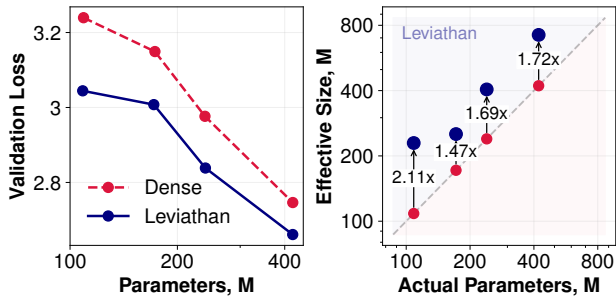 Validation Loss
3.2
3
2.8
100
200
400
Parameters, M
Dense
Leviathan
Effective Size, M
800
400
200
100
Leviathan
2.11x
1.47x
1.69x
1.72x
100
200
400
800
Actual Parameters, M